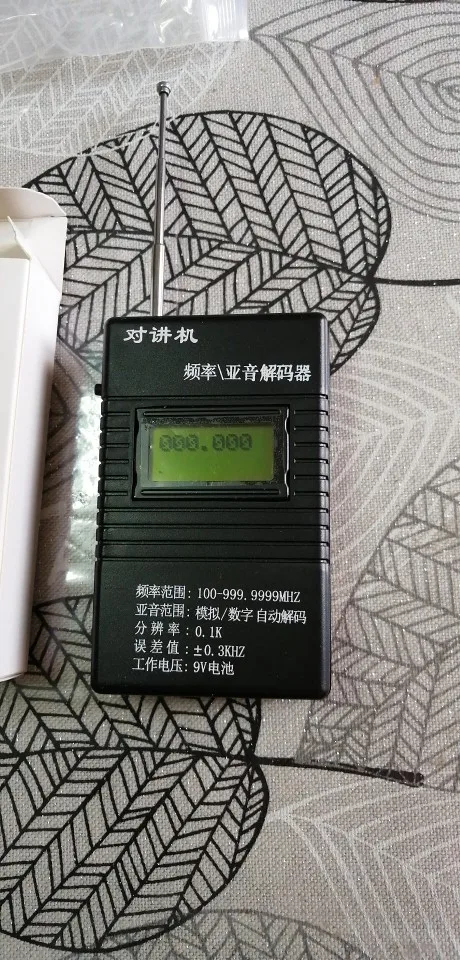 对讲机
频率\亚音解码器
000.000
频率范围: 100-999.9999MHZ
亚音范围: 模拟/数字 自动解码
分 辨 率 : 0.1K
误 差 值 : ±0.3KHZ
工作电压: 9V电池